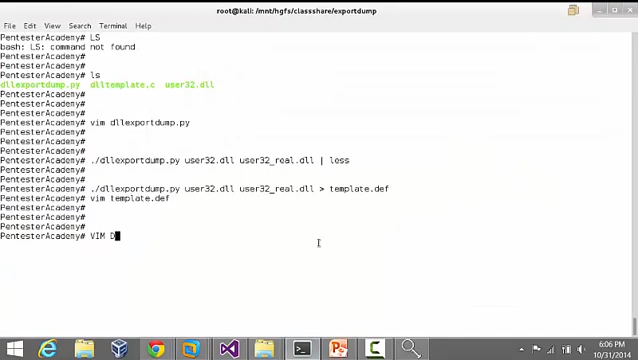 root@kali: /mnt/hgfs/classshare/exportdump
File Edit View Search Terminal Help
PentesterAcademy# LS
bash: LS: command not found
PentesterAcademy#
PentesterAcademy#
PentesterAcademy# ls
dllexportdump.py dlltemplate.c user32.dll
PentesterAcademy#
PentesterAcademy#
PentesterAcademy#
PentesterAcademy# vim dllexportdump.py
PentesterAcademy#
PentesterAcademy#
PentesterAcademy#
PentesterAcademy# ./dllexportdump.py user32.dll user32_real.dll | less
PentesterAcademy#
PentesterAcademy#
PentesterAcademy# ./dllexportdump.py user32.dll user32_real.dll > template.def
PentesterAcademy# vim template.def
PentesterAcademy#
PentesterAcademy#
PentesterAcademy#
PentesterAcademy# VIM D
6:06 PM
10/31/2014